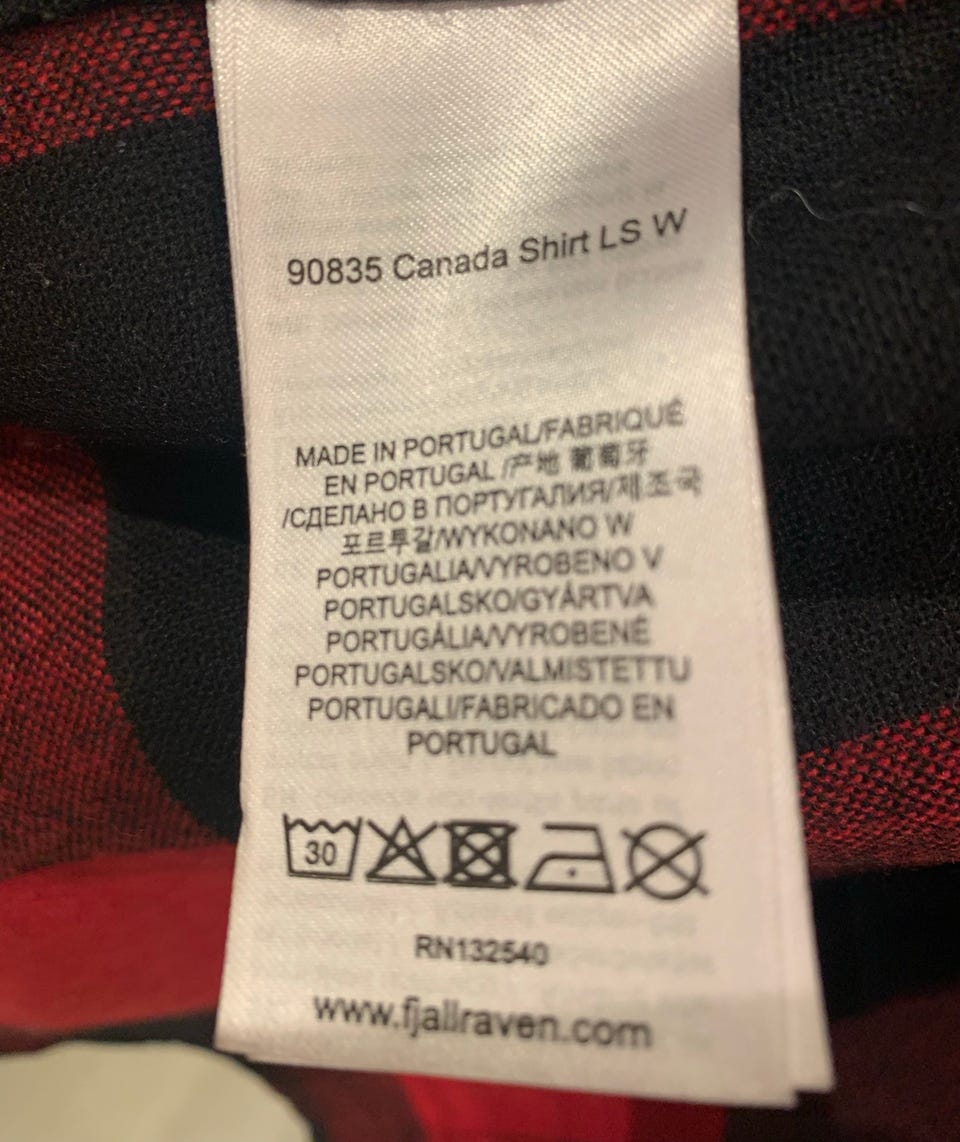 90835 Canada Shirt LS W
MADE IN PORTUGAL/FABRIQUÉ
EN PORTUGAL /产地 葡萄牙
/СДЕЛАНО В ПОРТУГАЛИЯ/제조국
포르투갈/WYKONANO W
PORTUGALIA/VYROBENO V
PORTUGALSKO/GYÁRTVA
PORTUGÁLIA/VYROBENÉ
PORTUGALSKO/VALMISTETTU
PORTUGALI/FABRICADO EN
PORTUGAL
30
RN132540
www.fjallraven.com